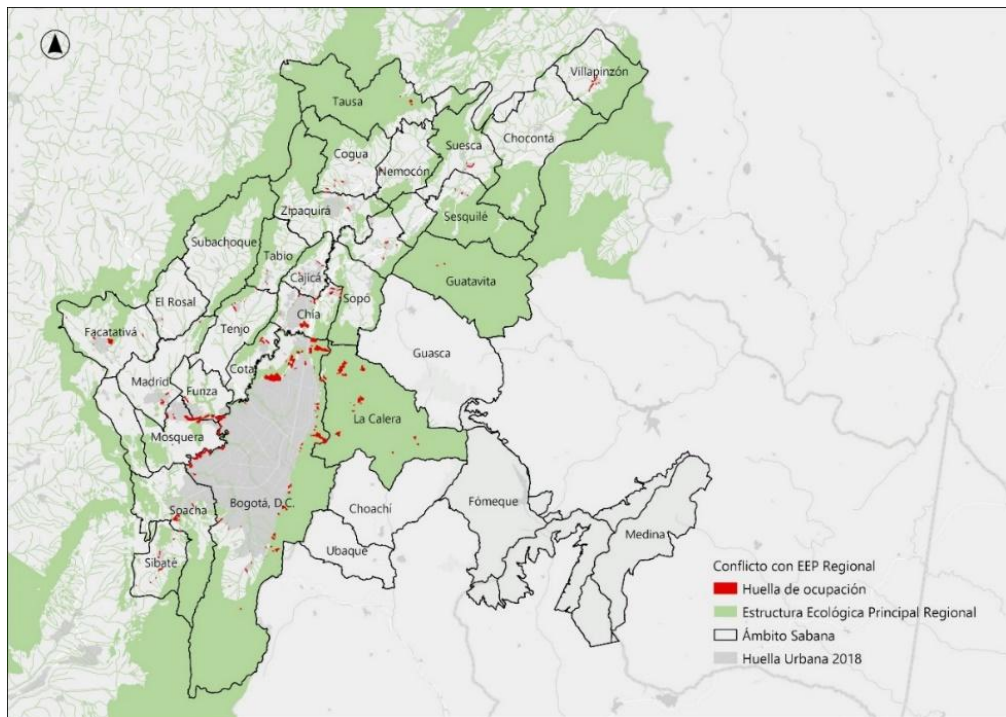 Villapinzón
Tausa
Chocontá
Suesca
Cogua
Nemocón
Zipaquirá
Sesquilé
Subachoque
Tabio
Guatavita
Cajicá
Sopó
El Rosal
Chía
Facatativá
Tenjo
Guasca
Cota
Madrid
Funza
La Calera
Mosquera
Bogotá, D.C.
Choachí
Fómeque
Soacha
Medina
Ubaque
Sibaté
Conflicto con EEP Regional
Huella de ocupación
Estructura Ecológica Principal Regional
Ámbito Sabana
Huella Urbana 2018